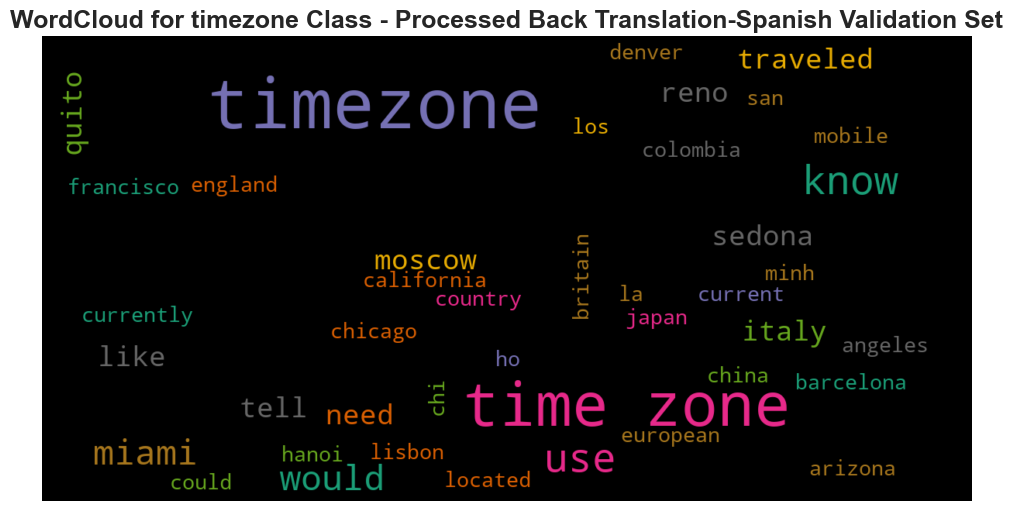 WordCloud for timezone Class - Processed Back Translation-Spanish Validation Set
denver
traveled
quito
timezone
reno
san
los
mobile
colombia
francisco
england
know
sedona
moscow
britain
minh
california
la
current
country
currently
japan
chicago
italy
like
ho
angeles
china
barcelona
chi
tell
need
time zone
european
miami
hanoi
lisbon
use
arizona
could
would
located